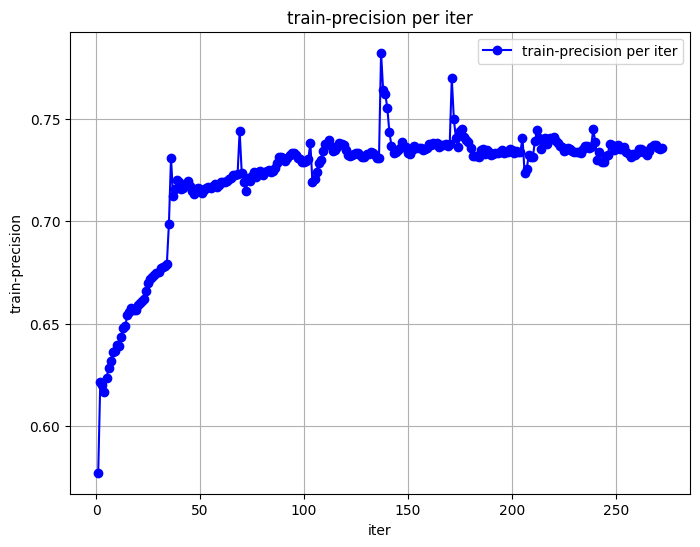 train-precision per iter
train-precision per iter
0.75
0.70
0.65
0.60
train-precision
0
50
100
150
200
250
iter